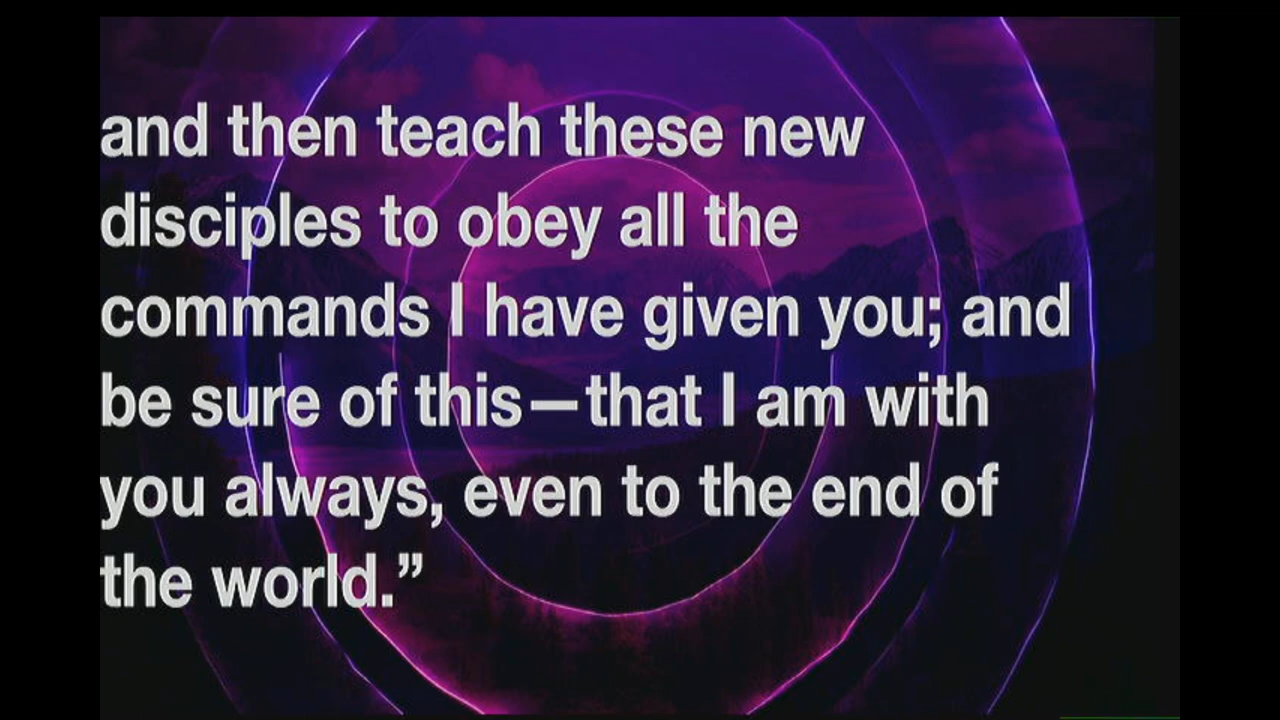 and then teach these new
disciples to obey all the
commands I have given you; and
be sure of this—that I am with
you always, even to the end of
the world.”